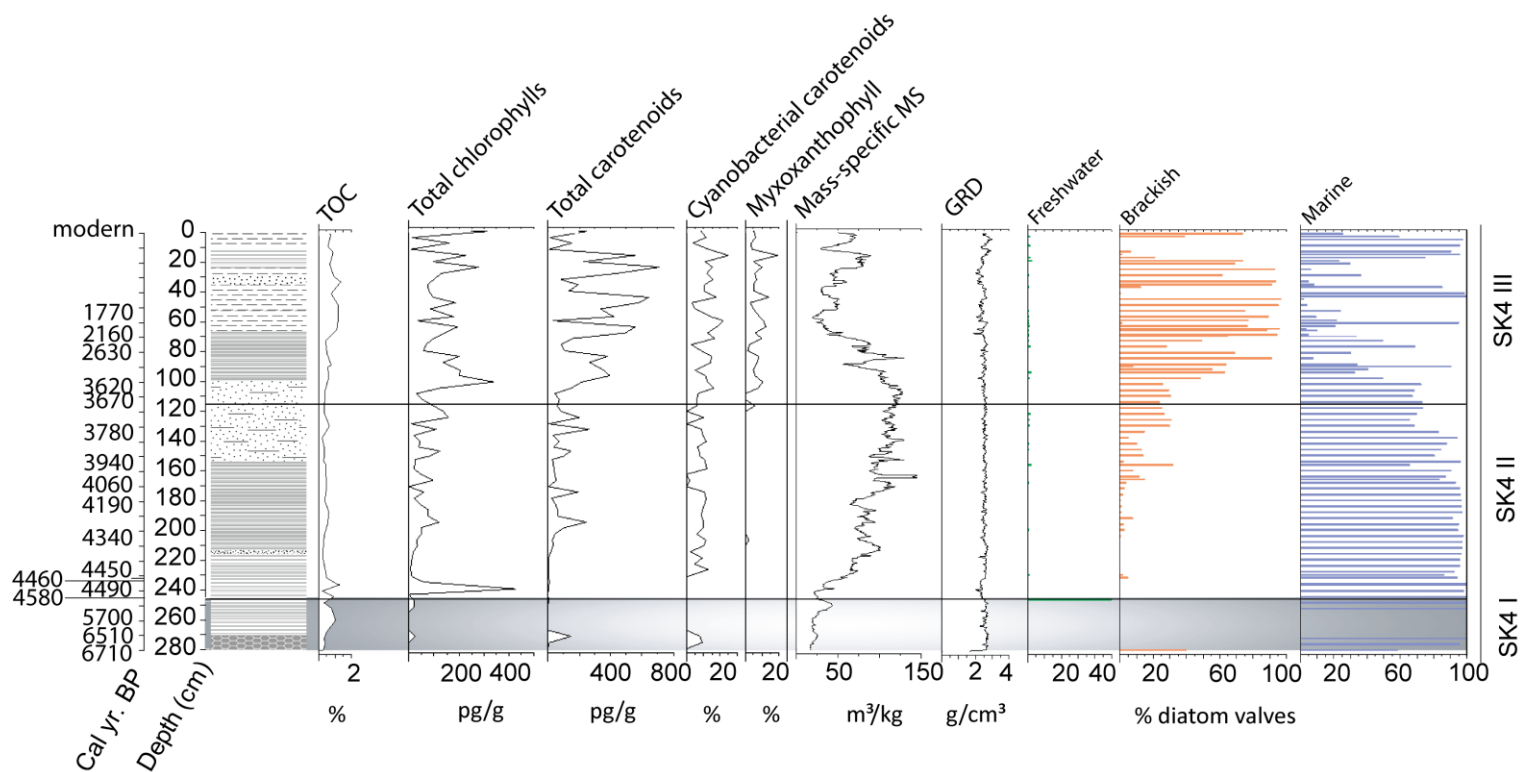 TOC
Total chlorophylls
Total carotenoids
Cyanobacterial carotenoids
Myxoxanthophyll
Mass-specific MS
GRD
Freshwater
Brackish
Marine
modern
1770
2160
2630
3620
3670
3780
3940
4060
4190
4340
4450
4460
4490
4580
5700
6510
6710
0
20
40
60
80
100
120
140
160
180
200
220
240
260
280
SK4 III
SK4 II
SK4 I
2 200 400 400 800 20 20 50 150 2 4 20 40 20 60 100 20 60 100
% pg/g pg/g % % m³/kg g/cm³ % diatom valves
Cal yr. BP
Depth (cm)